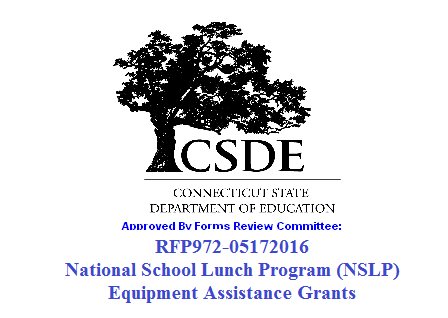 CSDE
CONNECTICUT STATE
DEPARTMENT OF EDUCATION
Approved By Forms Review Committee:
RFP972-05172016
National School Lunch Program (NSLP)
Equipment Assistance Grants